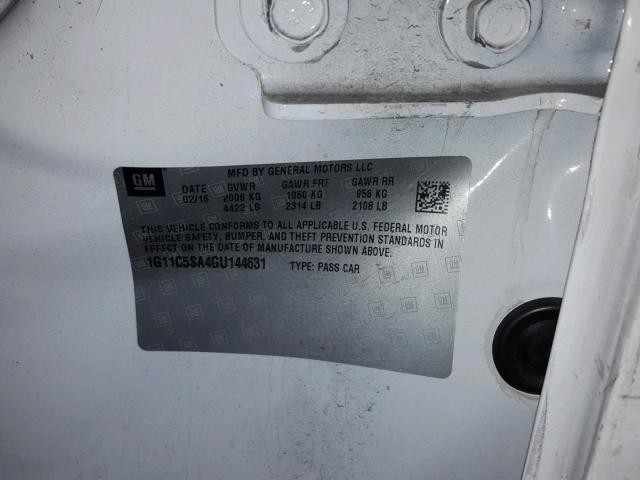 GM
MFD BY GENERAL MOTORS LLC
DATE GVWR GAWR FRT GAWR RR
02/16 2006 KG 1050 KG 956 KG
4422 LB 2314 LB 2108 LB
THIS VEHICLE CONFORMS TO ALL APPLICABLE U.S. FEDERAL MOTOR
VEHICLE SAFETY, BUMPER, AND THEFT PREVENTION STANDARDS IN
EFFECT ON THE DATE OF MANUFACTURE SHOWN ABOVE.
1G11C5SA4GU144631 TYPE: PASS CAR